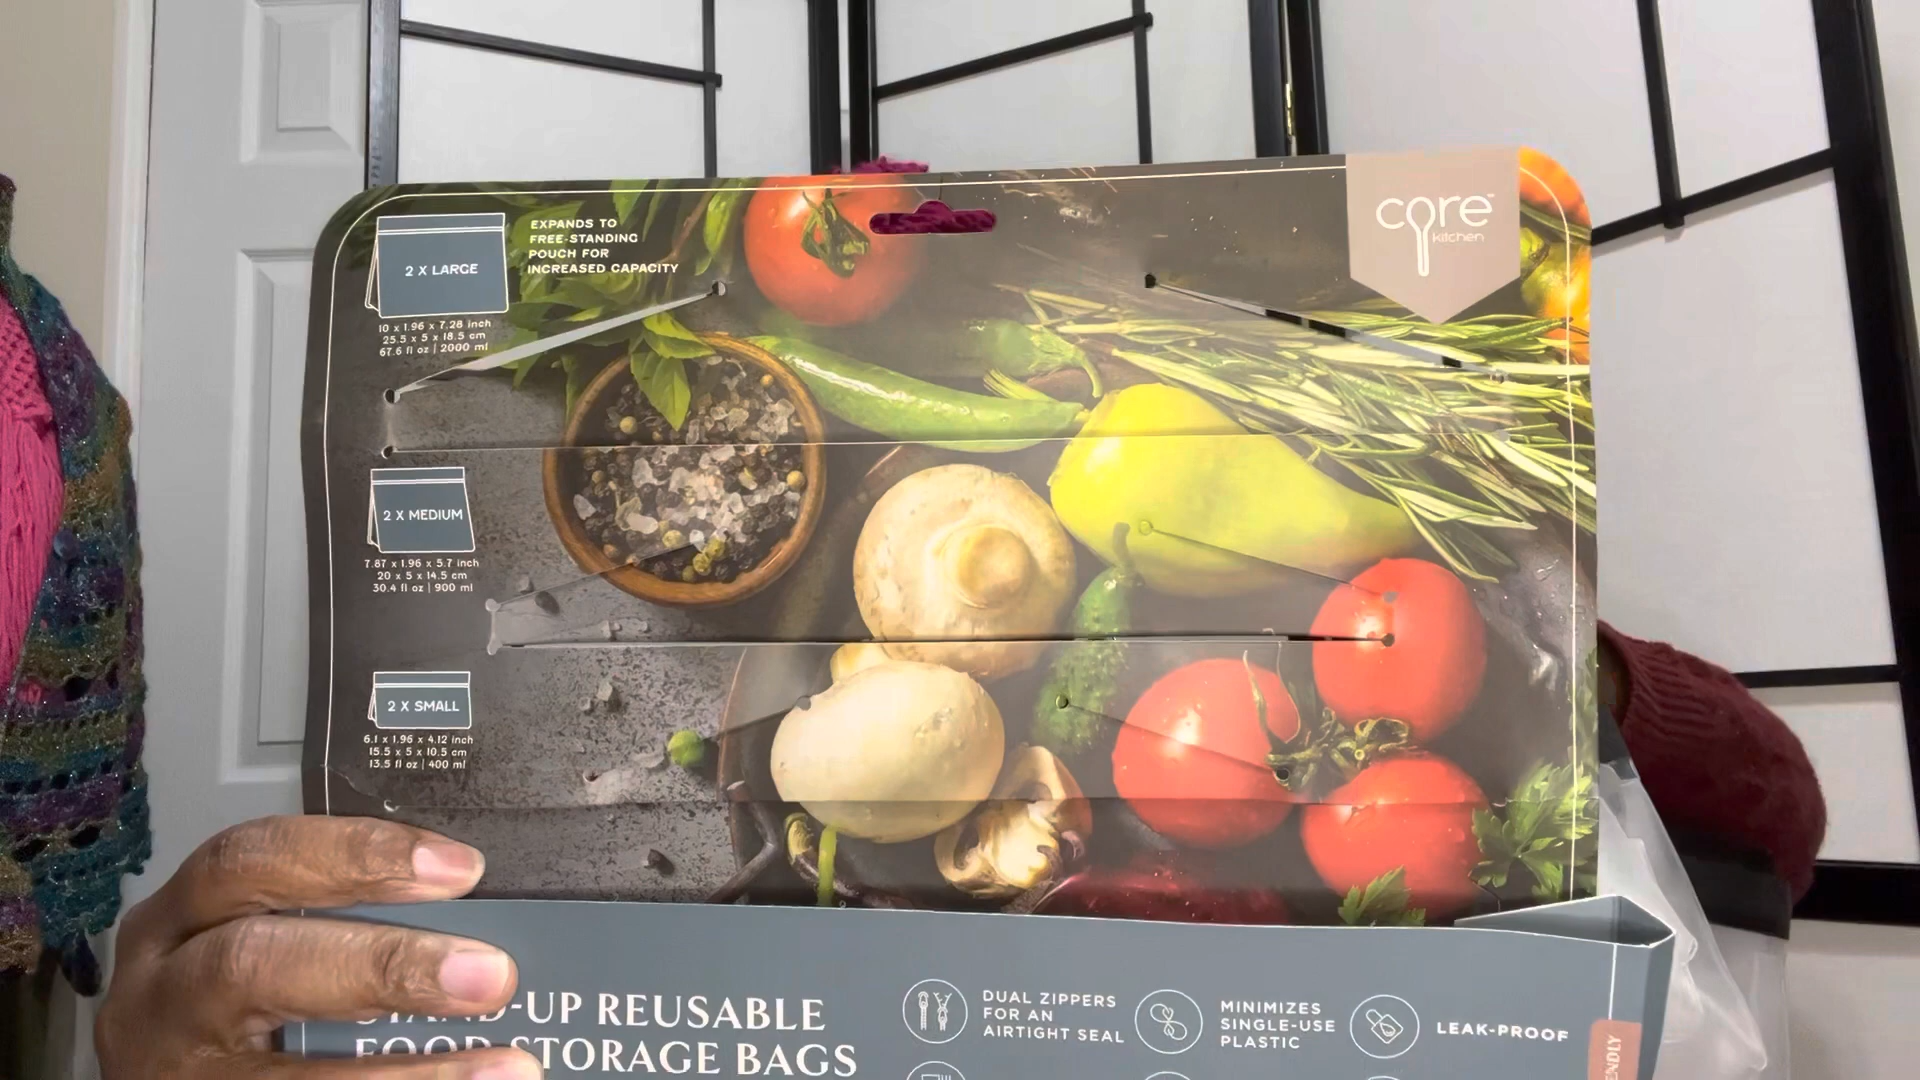 2 X LARGE
EXPANDS TO
FREE-STANDING
POUCH FOR
INCREASED CAPACITY
10 x 1.96 x 7.28 inch
25.5 x 5 x 18.5 cm
67.6 fl oz | 2000 ml
core™
kitchen
2 X MEDIUM
7.87 x 1.96 x 5.7 inch
20 x 5 x 14.5 cm
30.4 fl oz | 900 ml
2 X SMALL
6.1 x 1.96 x 4.12 inch
15.5 x 5 x 10.5 cm
13.5 fl oz | 400 ml
STAND-UP REUSABLE
FOOD STORAGE BAGS
DUAL ZIPPERS
FOR AN
AIRTIGHT SEAL
MINIMIZES
SINGLE-USE
PLASTIC
LEAK-PROOF